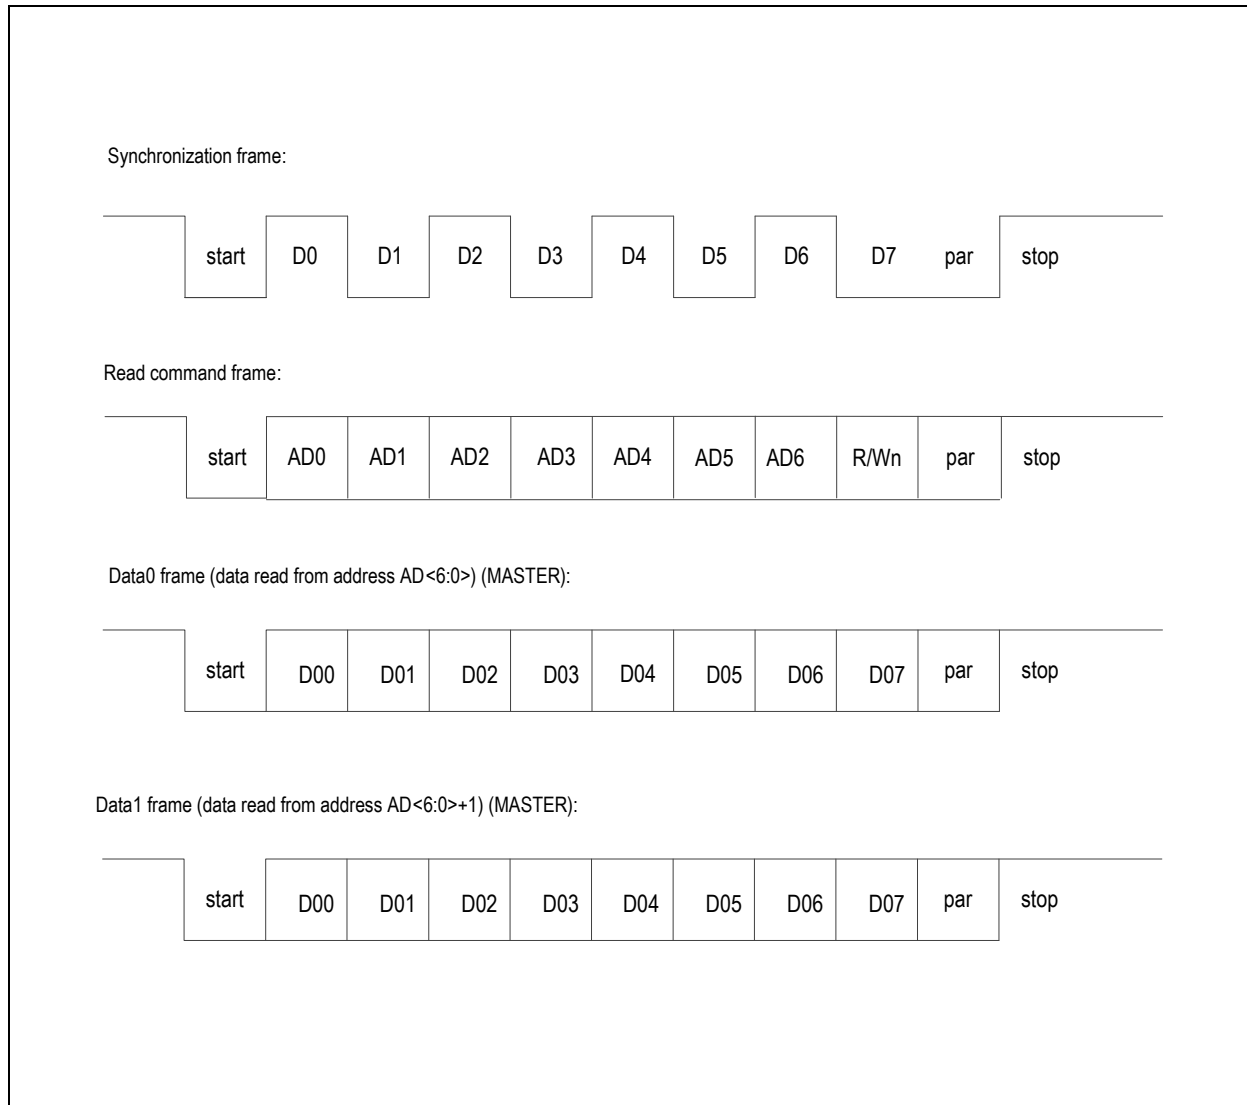 Synchronization frame:
start D0 D1 D2 D3 D4 D5 D6 D7 par stop
Read command frame:
start AD0 AD1 AD2 AD3 AD4 AD5 AD6 R/Wn par stop
Data0 frame (data read from address AD<6:0>) (MASTER):
start D00 D01 D02 D03 D04 D05 D06 D07 par stop
Data1 frame (data read from address AD<6:0>+1) (MASTER):
start D00 D01 D02 D03 D04 D05 D06 D07 par stop